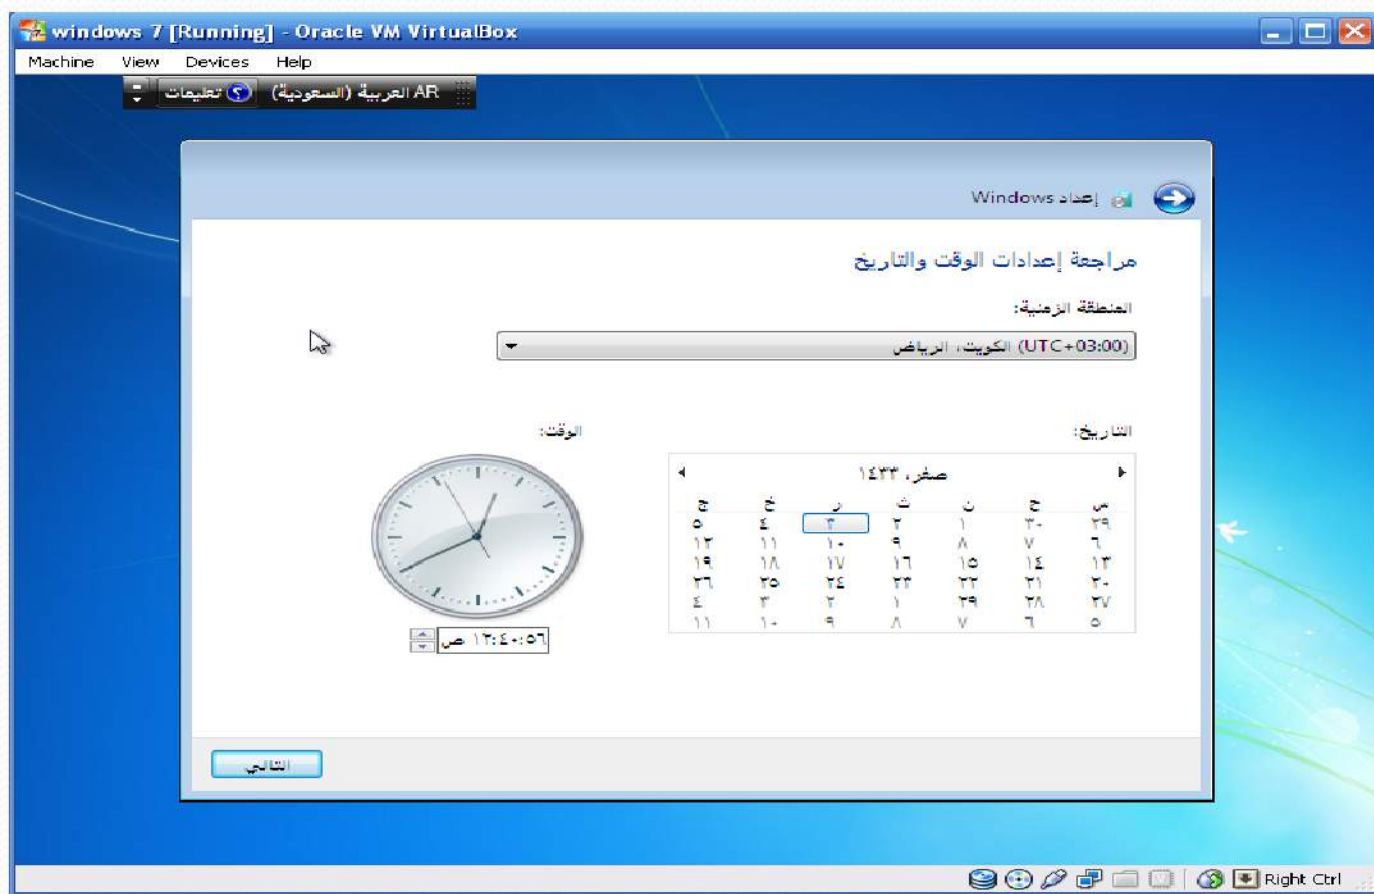 windows 7 [Running] - Oracle VM VirtualBox
Machine View Devices Help
AR العربية (السعودية) تعليمات
إعداد Windows
مراجعة إعدادات الوقت والتاريخ
المنطقة الزمنية:
(UTC+03:00) الكويت، الرياض
التاريخ:
صفر، ١٤٣٣
س ح ن ث ر خ ج
٢٩ ٣٠ ١ ٢ ٣ ٤ ٥
٦ ٧ ٨ ٩ ١٠ ١١ ١٢
١٣ ١٤ ١٥ ١٦ ١٧ ١٨ ١٩
٢٠ ٢١ ٢٢ ٢٣ ٢٤ ٢٥ ٢٦
٢٧ ٢٨ ٢٩ ١ ٢ ٣ ٤
٥ ٦ ٧ ٨ ٩ ١٠ ١١
الوقت:
١٢:٤٠:٥٦ ص
التالي
Right Ctrl